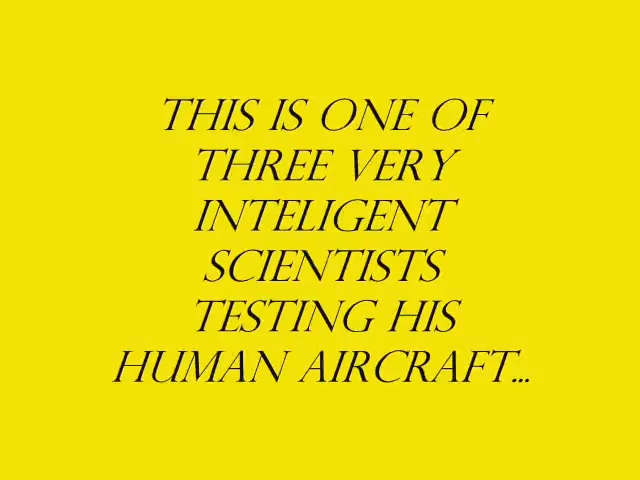 THIS IS ONE OF
THREE VERY
INTELIGENT
SCIENTISTS
TESTING HIS
HUMAN AIRCRAFT...